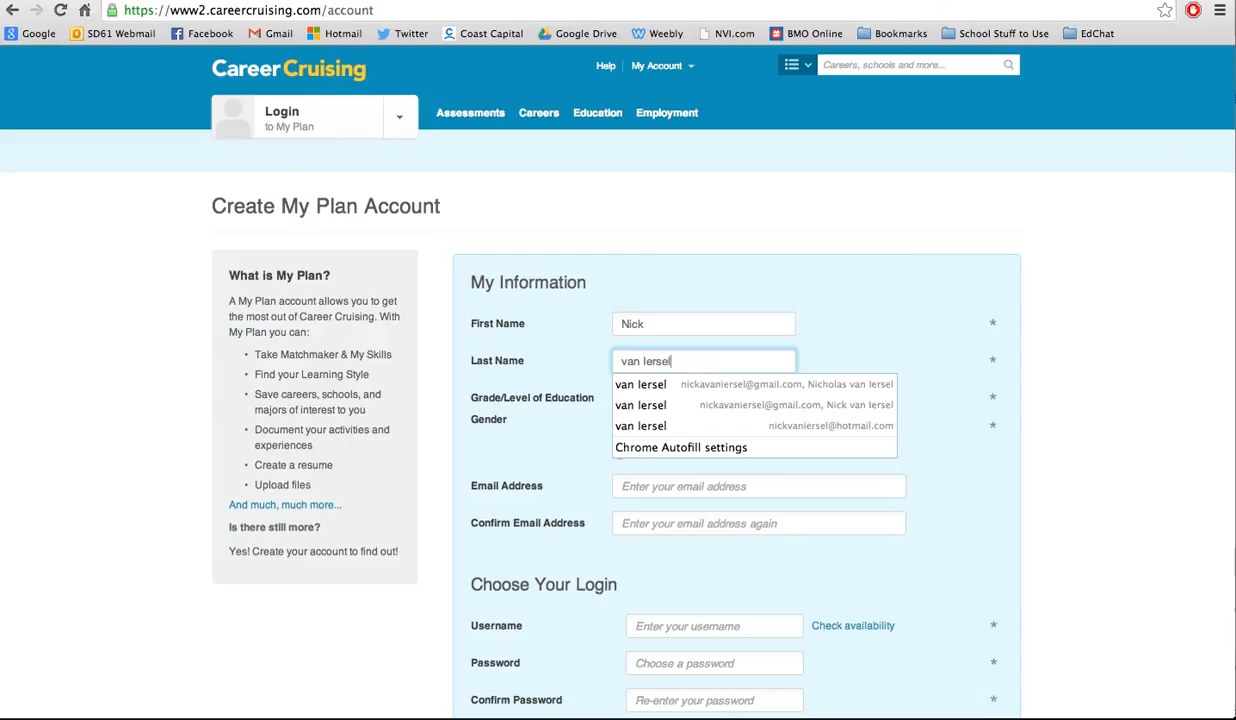 https://www2.careercruising.com/account
Google SD61 Webmail Facebook Gmail Hotmail Twitter Coast Capital Google Drive Weebly NVI.com BMO Online Bookmarks School Stuff to Use EdChat
CareerCruising
Help My Account
Careers, schools and more...
Login
to My Plan
Assessments Careers Education Employment
Create My Plan Account
What is My Plan?
A My Plan account allows you to get
the most out of Career Cruising. With
My Plan you can:
• Take Matchmaker & My Skills
• Find your Learning Style
• Save careers, schools, and
majors of interest to you
• Document your activities and
experiences
• Create a resume
• Upload files
And much, much more...
Is there still more?
Yes! Create your account to find out!
My Information
First Name Nick *
Last Name van Iersel *
van Iersel nickavaniersel@gmail.com, Nicholas van Iersel
Grade/Level of Education *
van Iersel nickavaniersel@gmail.com, Nick van Iersel
Gender *
van Iersel nickvaniersel@hotmail.com
Chrome Autofill settings
Email Address Enter your email address
Confirm Email Address Enter your email address again
Choose Your Login
Username Enter your username Check availability *
Password Choose a password *
Confirm Password Re-enter your password *